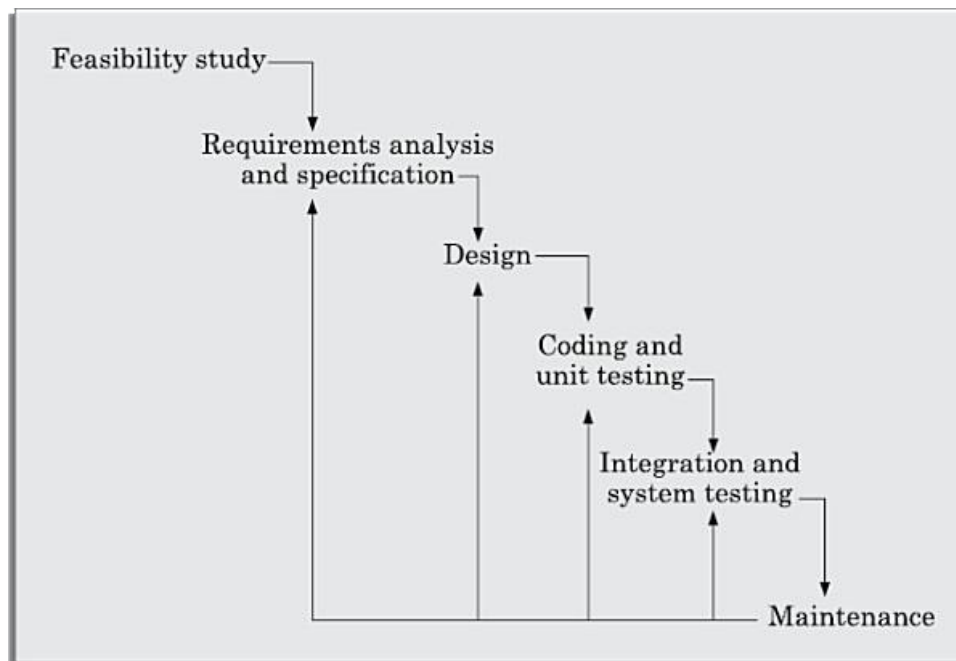 Feasibility study
Requirements analysis
and specification
Design
Coding and
unit testing
Integration and
system testing
Maintenance